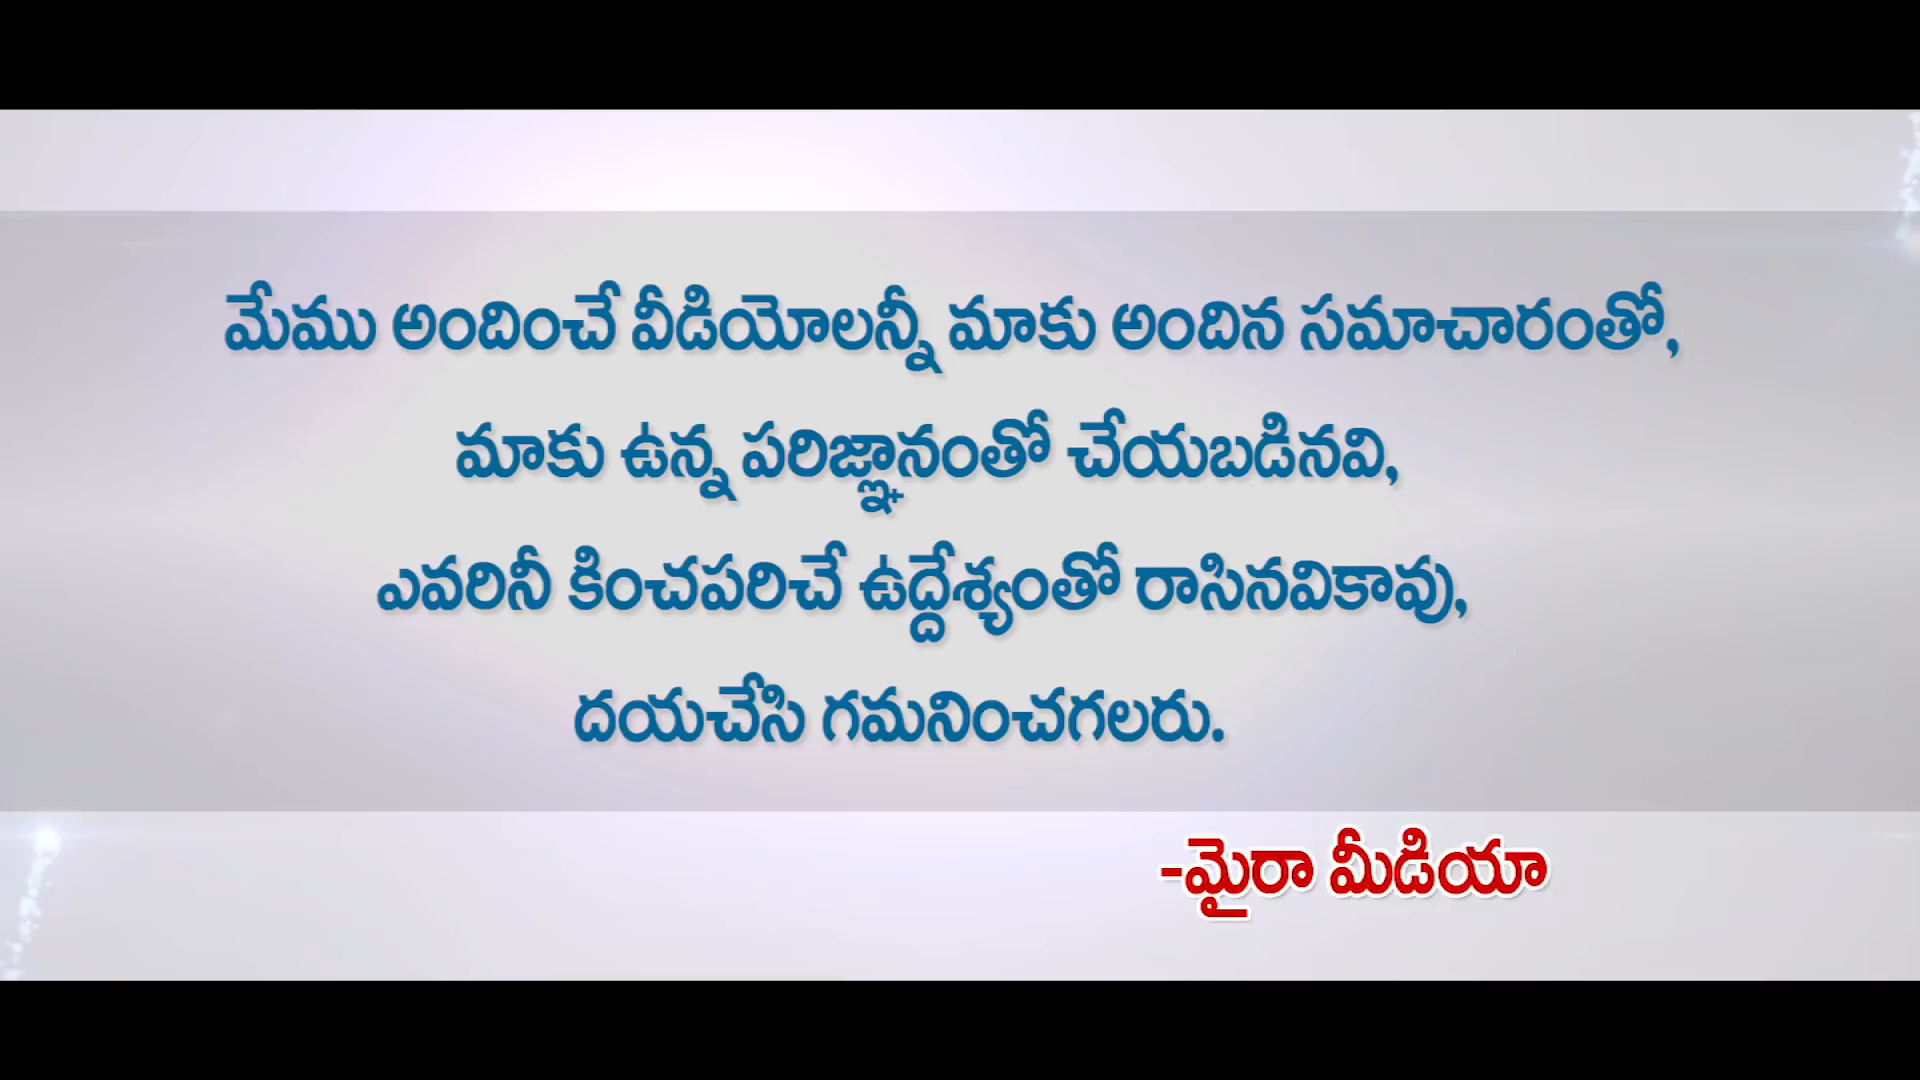 మేము అందించే వీడియోలన్నీ మాకు అందిన సమాచారంతో,
మాకు ఉన్న పరిజ్ఞానంతో చేయబడినవి,
ఎవరినీ కించపరిచే ఉద్దేశ్యంతో రాసినవికావు,
దయచేసి గమనించగలరు.
-మైరా మీడియా